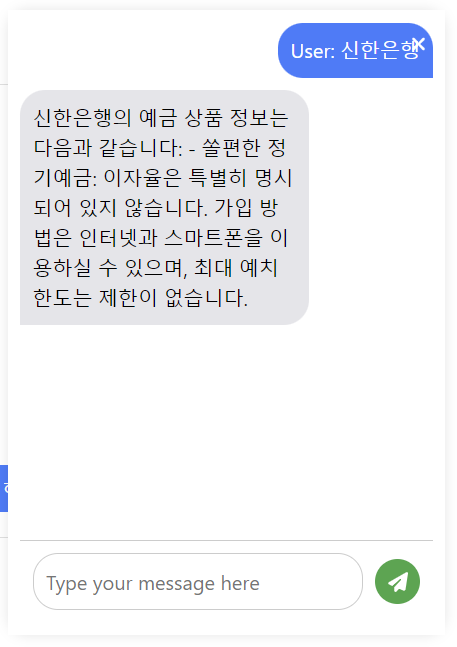 User: 신한은행
신한은행의 예금 상품 정보는
다음과 같습니다: - 쏠편한 정
기예금: 이자율은 특별히 명시
되어 있지 않습니다. 가입 방
법은 인터넷과 스마트폰을 이
용하실 수 있으며, 최대 예치
한도는 제한이 없습니다.
Type your message here